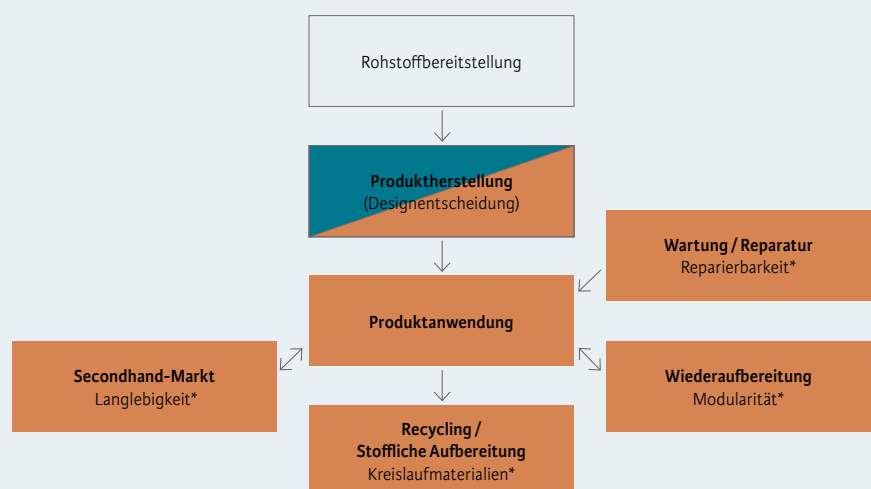 Rohstoffbereitstellung
Produktherstellung
(Designentscheidung)
Wartung / Reparatur
Reparierbarkeit*
Produktanwendung
Secondhand-Markt
Langlebigkeit*
Wiederaufbereitung
Modularität*
Recycling /
Stoffliche Aufbereitung
Kreislaufmaterialien*